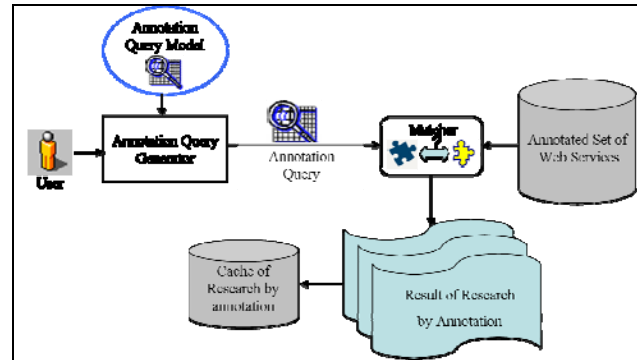 Annotation
Query Model
User
Annotation Query
Generator
Annotation
Query
Matcher
?
Annotated Set of
Web Services
Cache of
Research by
annotation
Result of Research
by Annotation